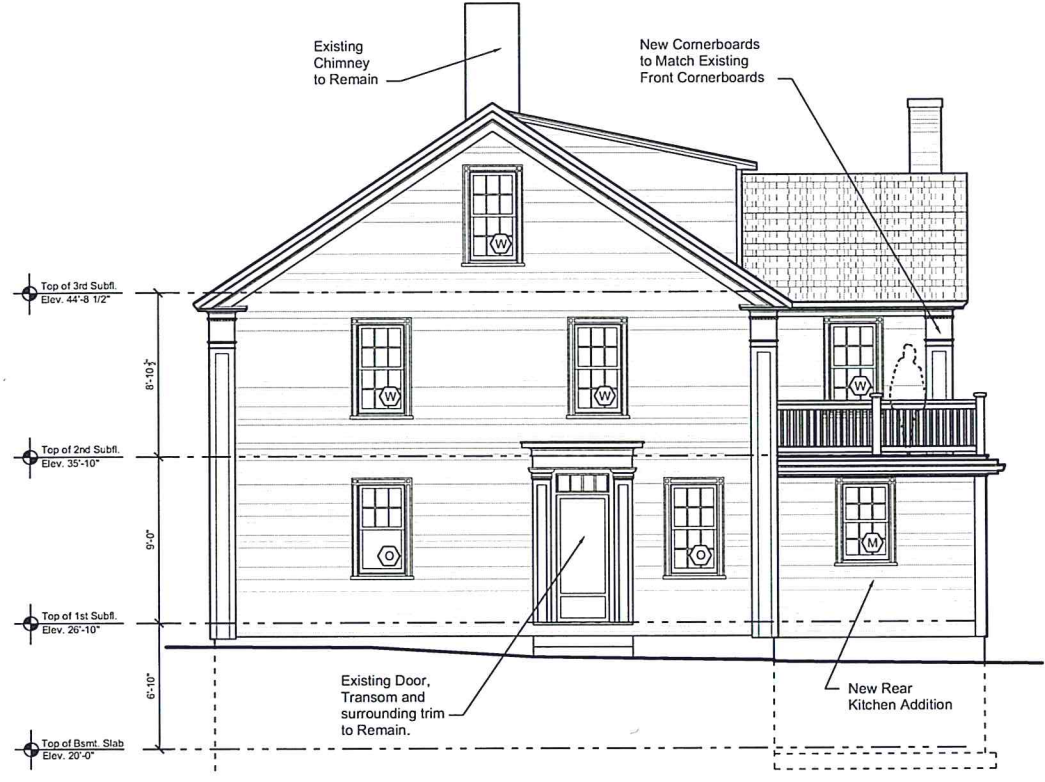 Existing
Chimney
to Remain
New Cornerboards
to Match Existing
Front Cornerboards
W
Top of 3rd Subfl.
Elev. 44'-8 1/2"
8'-10½"
W
W
W
Top of 2nd Subfl.
Elev. 35'-10"
9'-0"
O
O
M
Top of 1st Subfl.
Elev. 26'-10"
6'-10"
Existing Door,
Transom and
surrounding trim
to Remain.
New Rear
Kitchen Addition
Top of Bsmt. Slab
Elev. 20'-0"